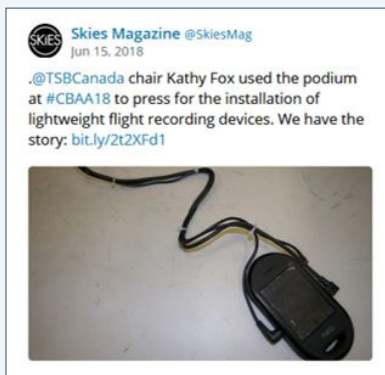 SKIES
Skies Magazine @SkiesMag
Jun 15, 2018
.@TSBCanada chair Kathy Fox used the podium
at #CBAA18 to press for the installation of
lightweight flight recording devices. We have the
story: bit.ly/2t2XFd1